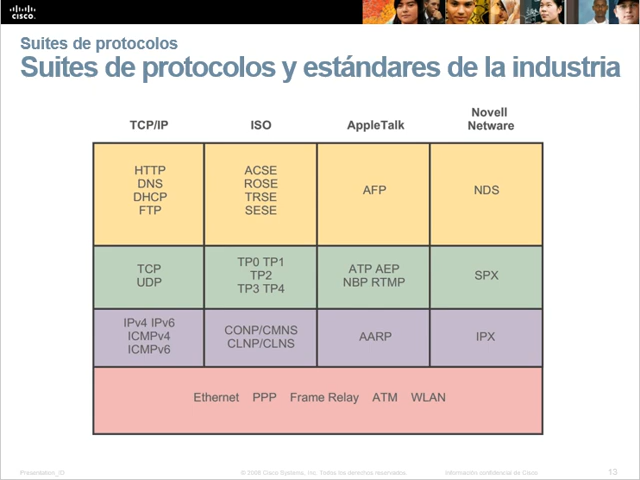 CISCO
Suites de protocolos
Suites de protocolos y estándares de la industria
TCP/IP
ISO
AppleTalk
Novell
Netware
HTTP
DNS
DHCP
FTP
ACSE
ROSE
TRSE
SESE
AFP
NDS
TCP
UDP
TP0 TP1
TP2
TP3 TP4
ATP AEP
NBP RTMP
SPX
IPv4 IPv6
ICMPv4
ICMPv6
CONP/CMNS
CLNP/CLNS
AARP
IPX
Ethernet PPP Frame Relay ATM WLAN
Presentation_ID
© 2008 Cisco Systems, Inc. Todos los derechos reservados.
Información confidencial de Cisco
13